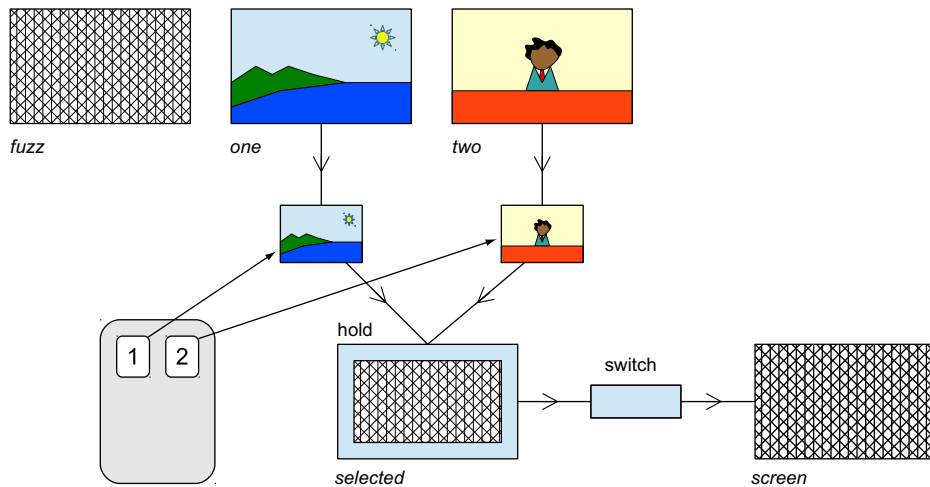 fuzz
one
two
1
2
hold
switch
selected
screen